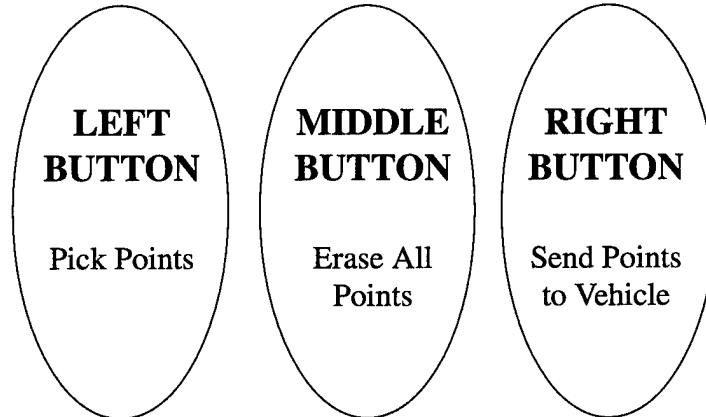 LEFT
BUTTON
Pick Points
MIDDLE
BUTTON
Erase All
Points
RIGHT
BUTTON
Send Points
to Vehicle